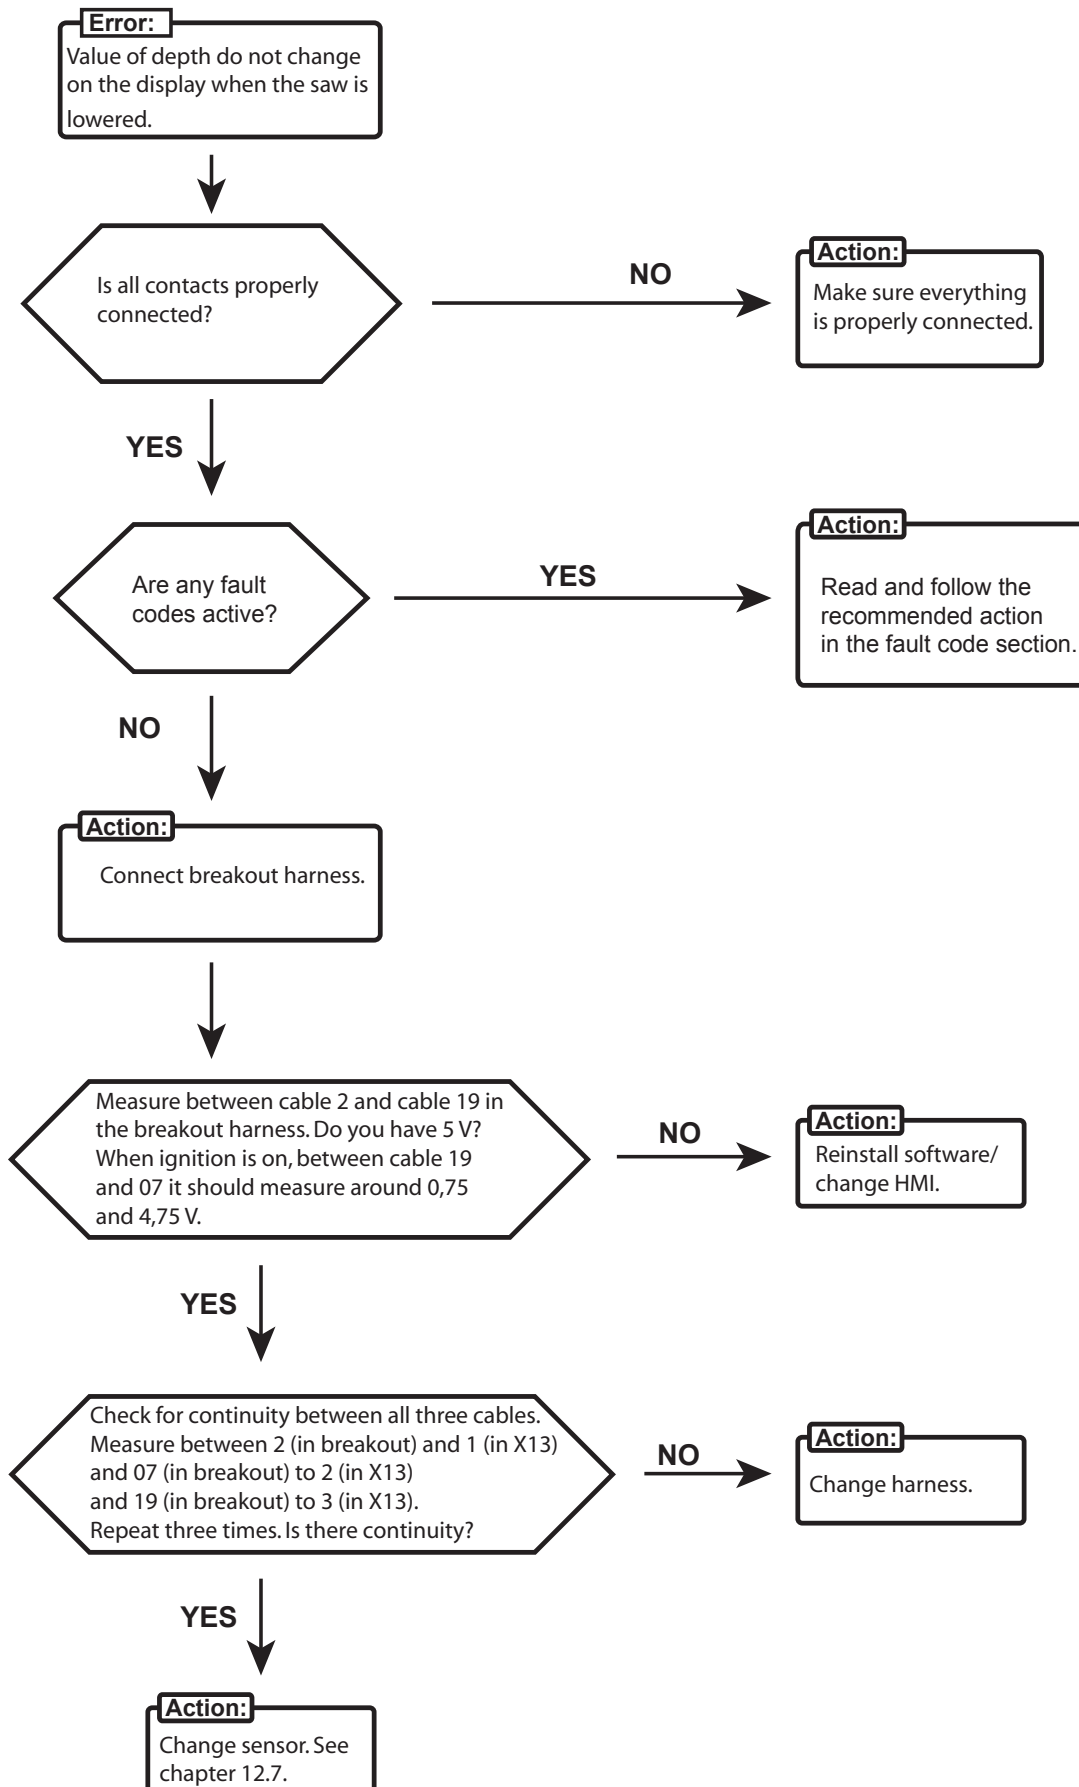 Error:
Value of depth do not change
on the display when the saw is
lowered.
Is all contacts properly
connected?
NO
Action:
Make sure everything
is properly connected.
YES
Are any fault
codes active?
YES
Action:
Read and follow the
recommended action
in the fault code section.
NO
Action:
Connect breakout harness.
Measure between cable 2 and cable 19 in
the breakout harness. Do you have 5 V?
When ignition is on, between cable 19
and 07 it should measure around 0,75
and 4,75 V.
NO
Action:
Reinstall software/
change HMI.
YES
Check for continuity between all three cables.
Measure between 2 (in breakout) and 1 (in X13)
and 07 (in breakout) to 2 (in X13)
and 19 (in breakout) to 3 (in X13).
Repeat three times. Is there continuity?
NO
Action:
Change harness.
YES
Action:
Change sensor. See
chapter 12.7.